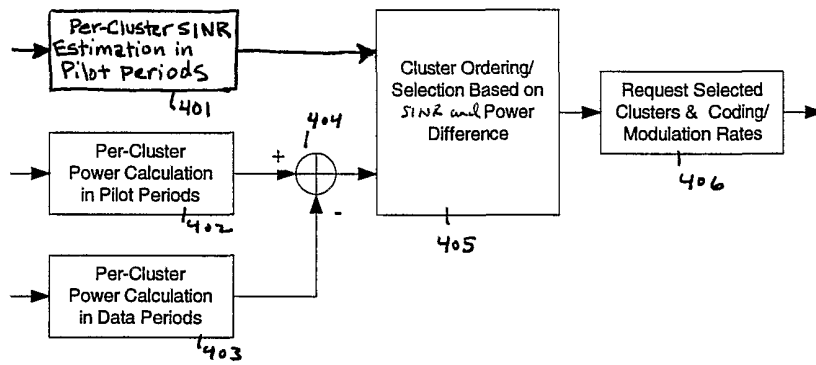 Per-Cluster SINR
Estimation in
Pilot Periods
401
Per-Cluster
Power Calculation
in Pilot Periods
402
Per-Cluster
Power Calculation
in Data Periods
403
+
404
-
Cluster Ordering/
Selection Based on
SINR and Power
Difference
405
Request Selected
Clusters & Coding/
Modulation Rates
406